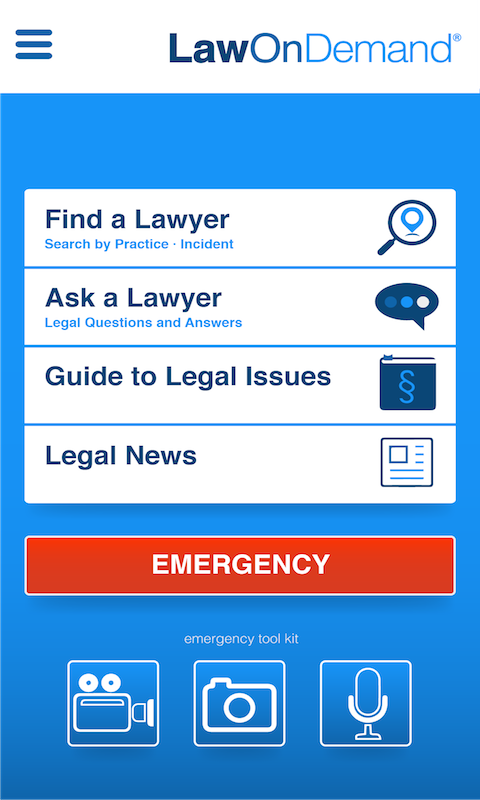 LawOnDemand®
Find a Lawyer
Search by Practice · Incident
Ask a Lawyer
Legal Questions and Answers
Guide to Legal Issues
§
Legal News
EMERGENCY
emergency tool kit